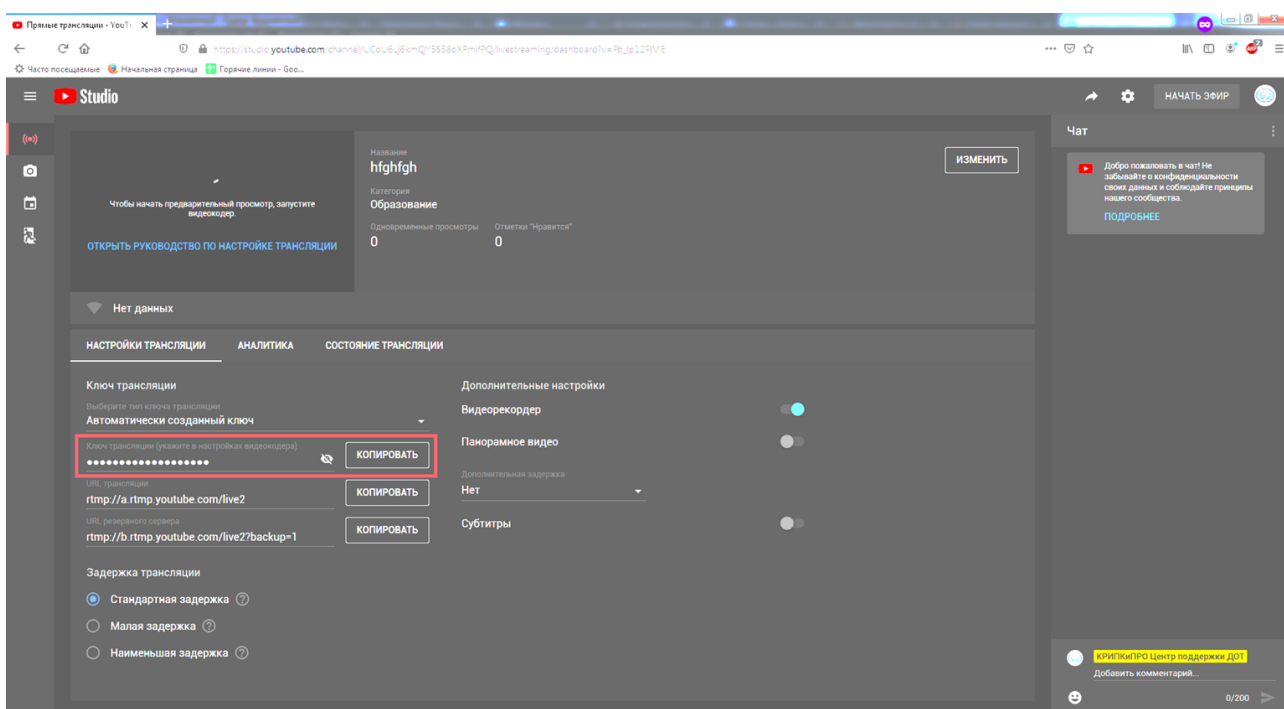 Прямые трансляции - YouT
https://studio.youtube.com/channel/
/livestreaming/dashboard?v=
Часто посещаемые Начальная страница Горячие линии - Goo...
Studio
НАЧАТЬ ЭФИР
Чтобы начать предварительный просмотр, запустите
видеокодер.
ОТКРЫТЬ РУКОВОДСТВО ПО НАСТРОЙКЕ ТРАНСЛЯЦИИ
Название
hfghfgh
Категория
Образование
Одновременные просмотры Отметки "Нравится"
0 0
ИЗМЕНИТЬ
Нет данных
НАСТРОЙКИ ТРАНСЛЯЦИИ АНАЛИТИКА СОСТОЯНИЕ ТРАНСЛЯЦИИ
Ключ трансляции
Выберите тип ключа трансляции
Автоматически созданный ключ
Ключ трансляции (укажите в настройках видеокодера)
•••••••••••••••••••
КОПИРОВАТЬ
URL трансляции
rtmp://a.rtmp.youtube.com/live2
КОПИРОВАТЬ
URL резервного сервера
rtmp://b.rtmp.youtube.com/live2?backup=1
КОПИРОВАТЬ
Задержка трансляции
Стандартная задержка
Малая задержка
Наименьшая задержка
Дополнительные настройки
Видеорекордер
Панорамное видео
Дополнительная задержка
Нет
Субтитры
Чат
Добро пожаловать в чат! Не
забывайте о конфиденциальности
своих данных и соблюдайте принципы
нашего сообщества.
ПОДРОБНЕЕ
КРИПКиПРО Центр поддержки ДОТ
Добавить комментарий...
0/200